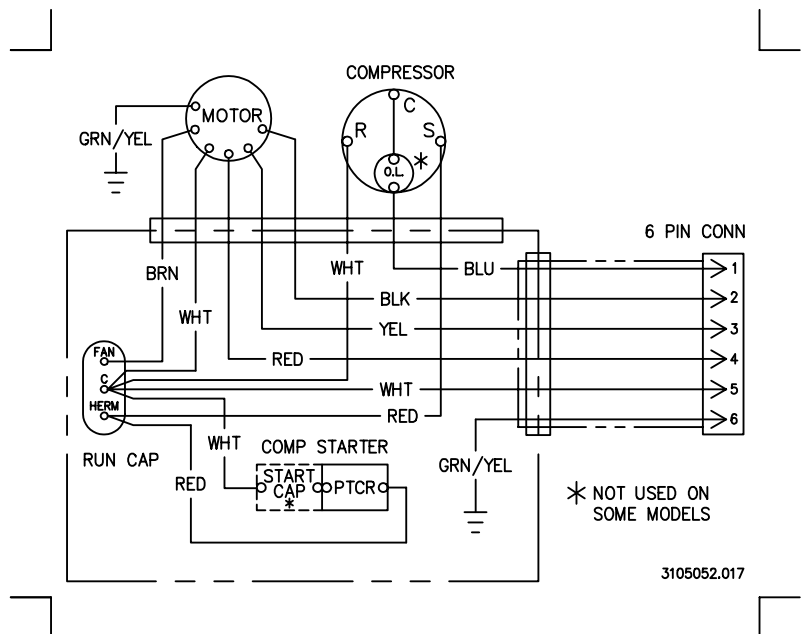 COMPRESSOR
MOTOR
C
R
S
GRN/YEL
O.L.
*
6 PIN CONN
WHT
BLU
1
BRN
BLK
2
WHT
YEL
3
FAN
RED
4
C
WHT
5
HERM
RED
6
WHT
COMP STARTER
RUN CAP
GRN/YEL
RED
START
CAP
*
PTCR
* NOT USED ON
SOME MODELS
3105052.017